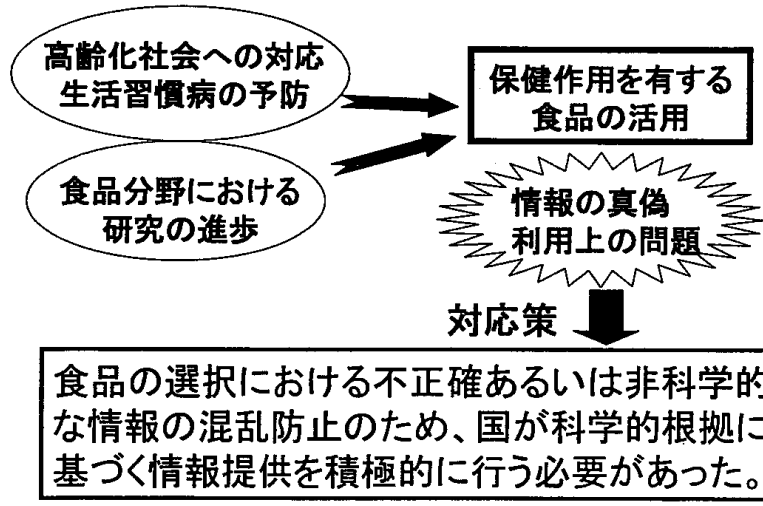 高齢化社会への対応
生活習慣病の予防
保健作用を有する
食品の活用
食品分野における
研究の進歩
情報の真偽
利用上の問題
対応策
食品の選択における不正確あるいは非科学的
な情報の混乱防止のため、国が科学的根拠に
基づく情報提供を積極的に行う必要があった。